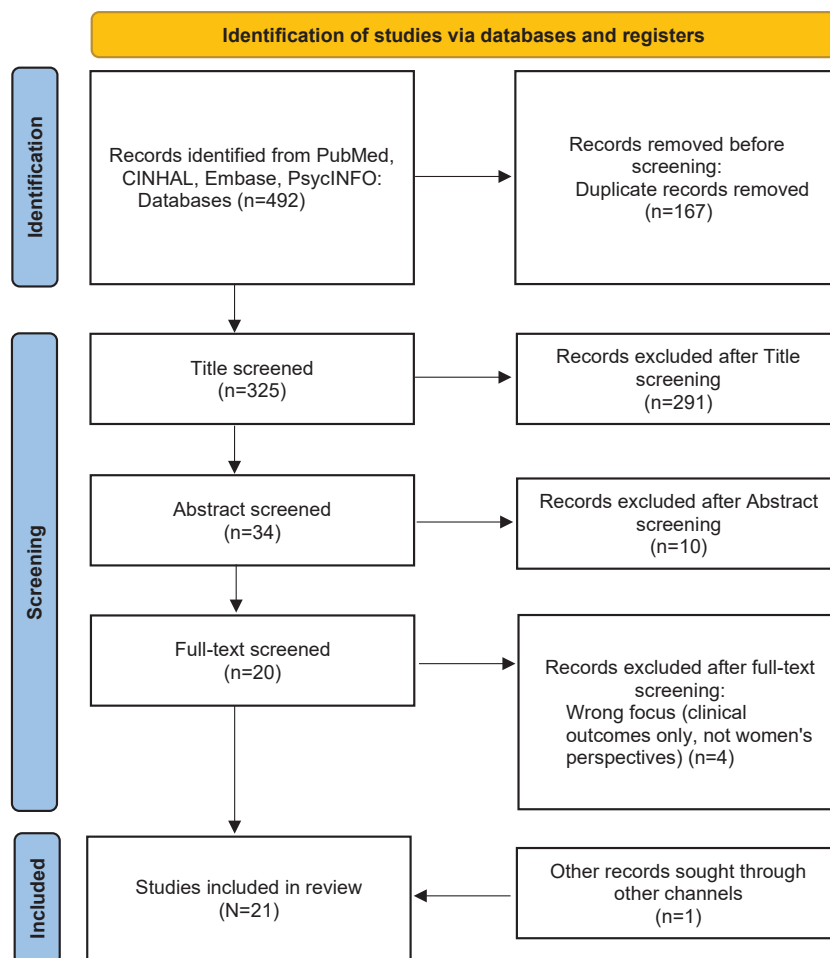 Identification of studies via databases and registers
Identification
Records identified from PubMed,
CINHAL, Embase, PsycINFO:
Databases (n=492)
Records removed before
screening:
Duplicate records removed
(n=167)
Screening
Title screened
(n=325)
Records excluded after Title
screening
(n=291)
Abstract screened
(n=34)
Records excluded after Abstract
screening
(n=10)
Full-text screened
(n=20)
Records excluded after full-text
screening:
Wrong focus (clinical
outcomes only, not women's
perspectives) (n=4)
Included
Studies included in review
(N=21)
Other records sought through
other channels
(n=1)